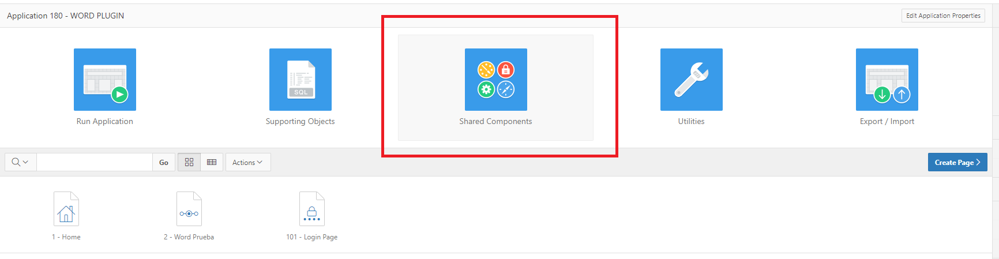 Application 180 - WORD PLUGIN
Edit Application Properties
SQL
Run Application
Supporting Objects
Shared Components
Utilities
Export / Import
Go
Actions
Create Page
1 - Home
2 - Word Prueba
101 - Login Page